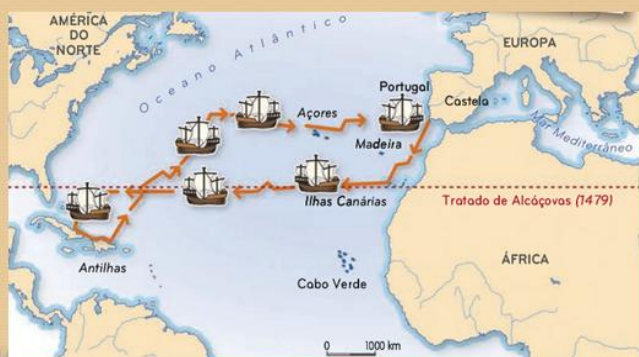 AMÉRICA
DO
NORTE
Oceano Atlântico
EUROPA
Portugal
Castela
Açores
Madeira
Mar Mediterrâneo
Ilhas Canárias
Tratado de Alcáçovas (1479)
Antilhas
Cabo Verde
ÁFRICA
0 1000 km